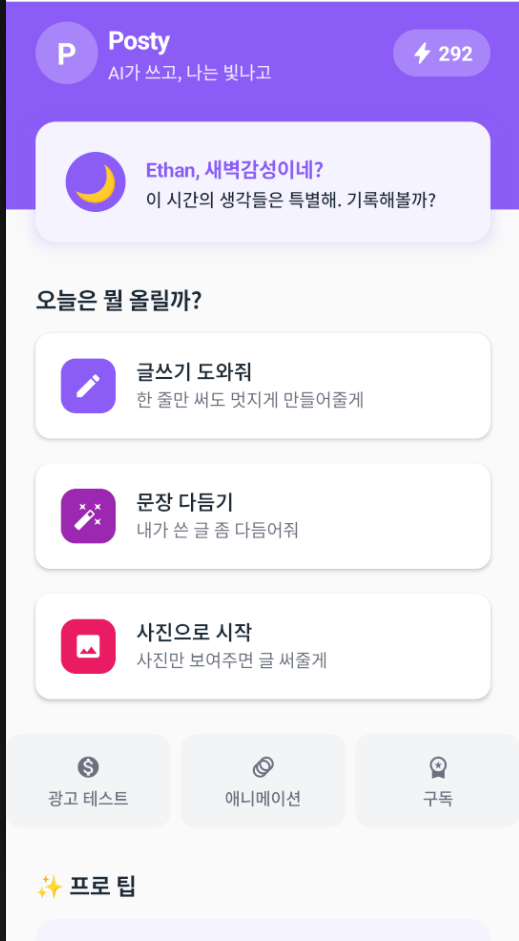 P
Posty
AI가 쓰고, 나는 빛나고
292
Ethan, 새벽감성이네?
이 시간의 생각들은 특별해. 기록해볼까?
오늘은 뭘 올릴까?
글쓰기 도와줘
한 줄만 써도 멋지게 만들어줄게
문장 다듬기
내가 쓴 글 좀 다듬어줘
사진으로 시작
사진만 보여주면 글 써줄게
광고 테스트
애니메이션
구독
✨ 프로 팁